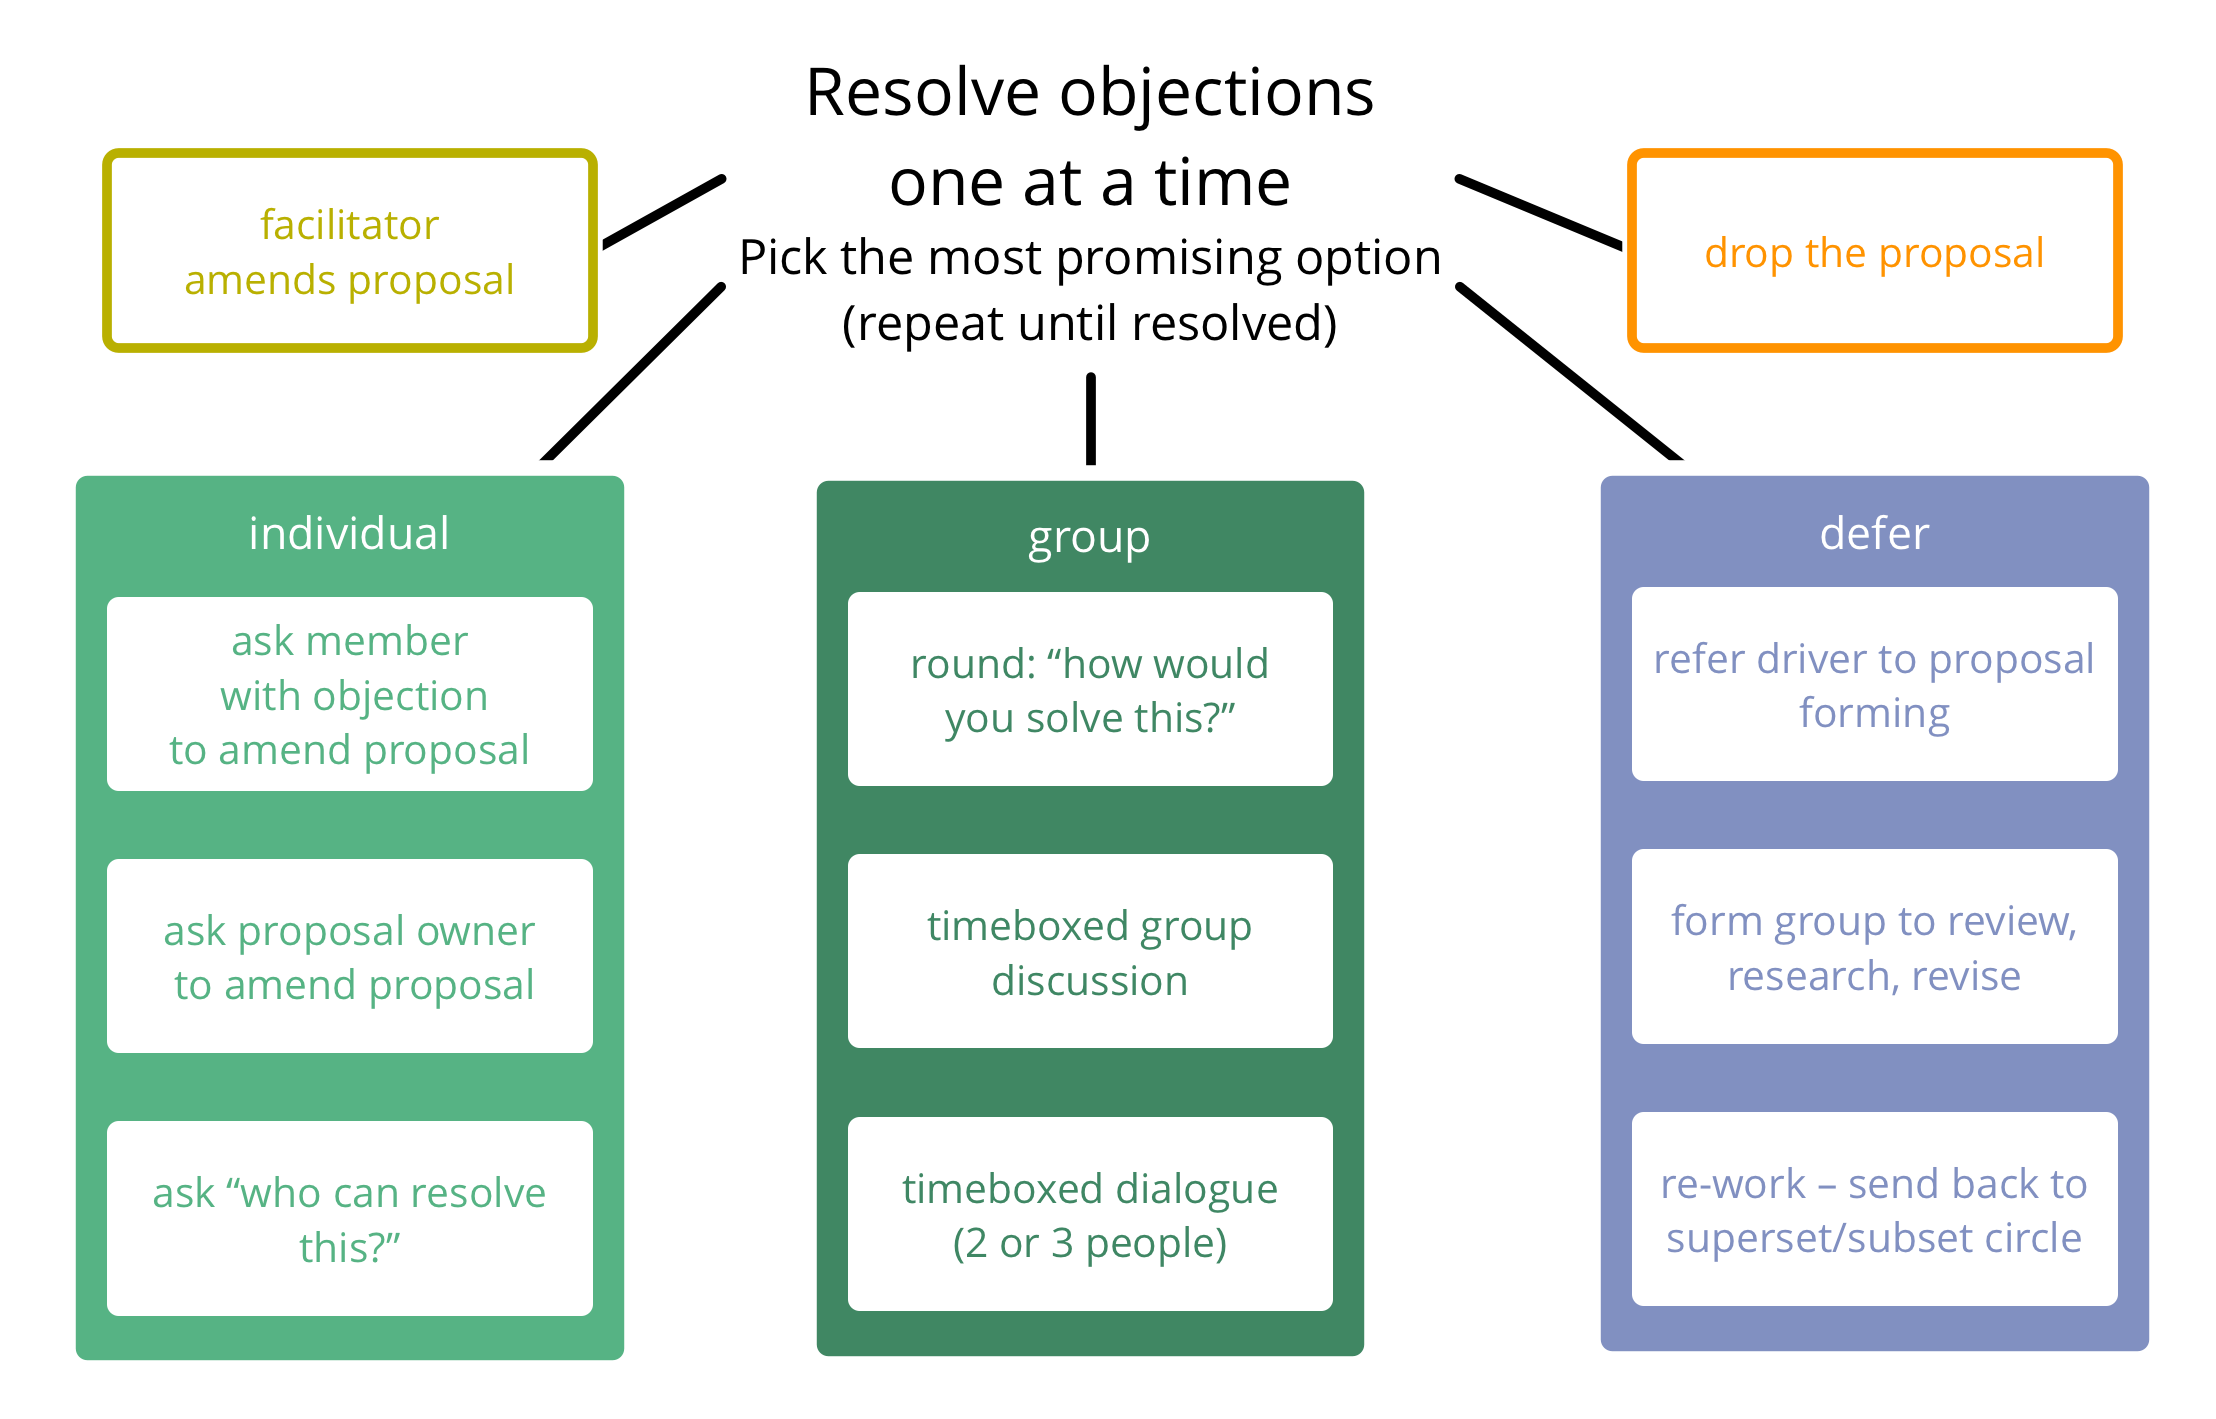 Resolve objections
one at a time
Pick the most promising option
(repeat until resolved)
facilitator
amends proposal
drop the proposal
individual
ask member
with objection
to amend proposal
ask proposal owner
to amend proposal
ask “who can resolve
this?”
group
round: “how would
you solve this?”
timeboxed group
discussion
timeboxed dialogue
(2 or 3 people)
defer
refer driver to proposal
forming
form group to review,
research, revise
re-work – send back to
superset/subset circle